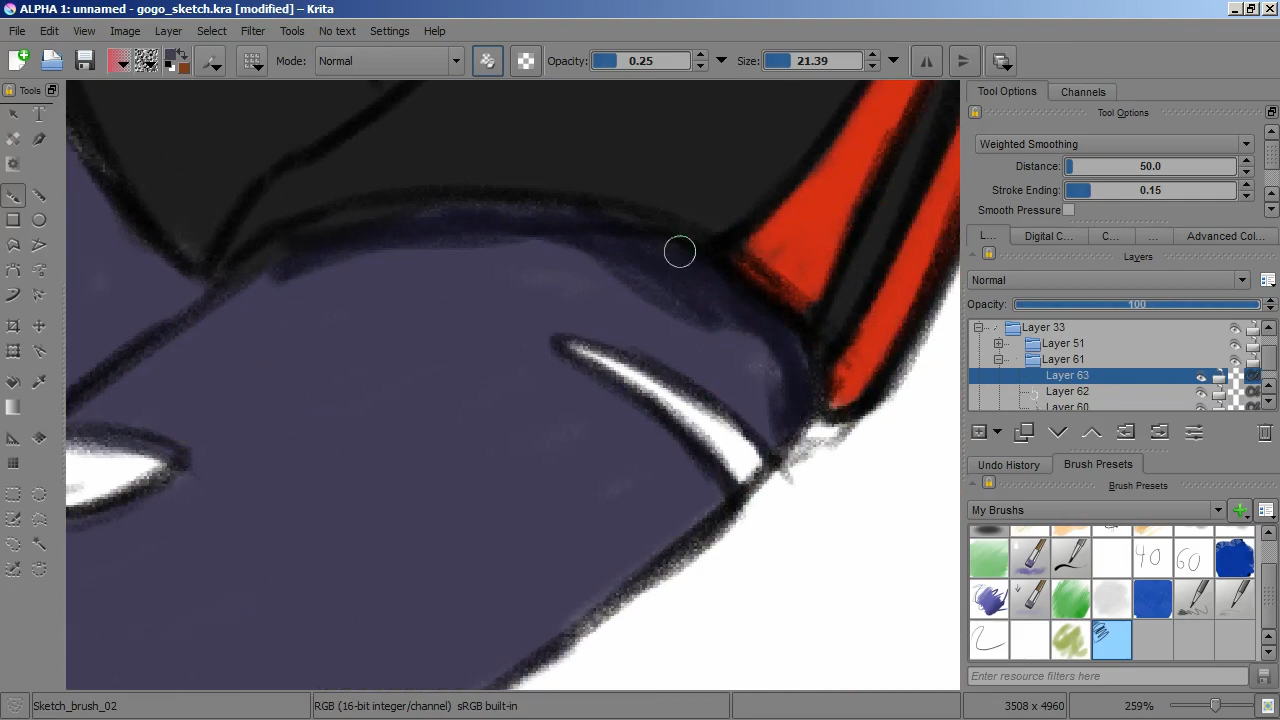 ALPHA 1: unnamed - gogo_sketch.kra [modified] – Krita
File Edit View Image Layer Select Filter Tools No text Settings Help
Mode: Normal Opacity: 0.25 Size: 21.39
Tools
Tool Options Channels
Tool Options
Weighted Smoothing
Distance: 50.0
Stroke Ending: 0.15
Smooth Pressure
L... Digital C... C... ... Advanced Col...
Layers
Normal
Opacity: 100
Layer 33
Layer 51
Layer 61
Layer 63
Layer 62
Layer 60
Undo History Brush Presets
Brush Presets
My Brushes
40 60
Enter resource filters here
Sketch_brush_02 RGB (16-bit integer/channel) sRGB built-in 3508 x 4960 259%